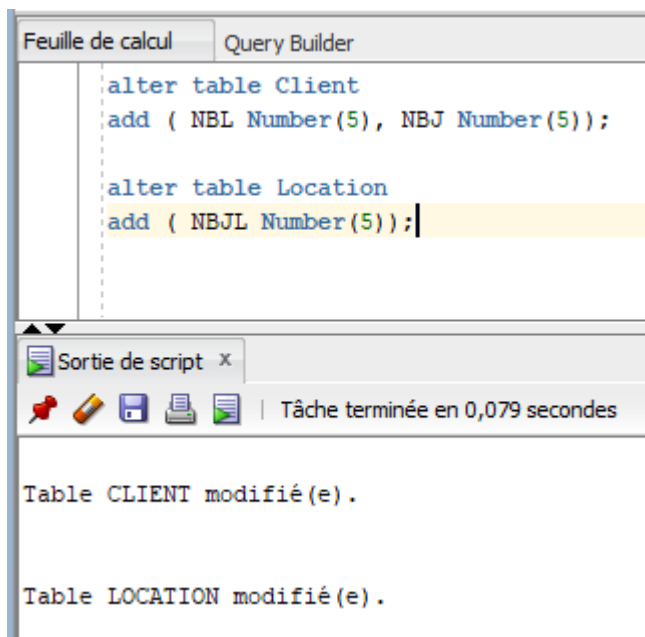 Feuille de calcul Query Builder
alter table Client
add ( NBL Number(5), NBJ Number(5));
alter table Location
add ( NBJL Number(5));
Sortie de script x
Tâche terminée en 0,079 secondes
Table CLIENT modifié(e).
Table LOCATION modifié(e).